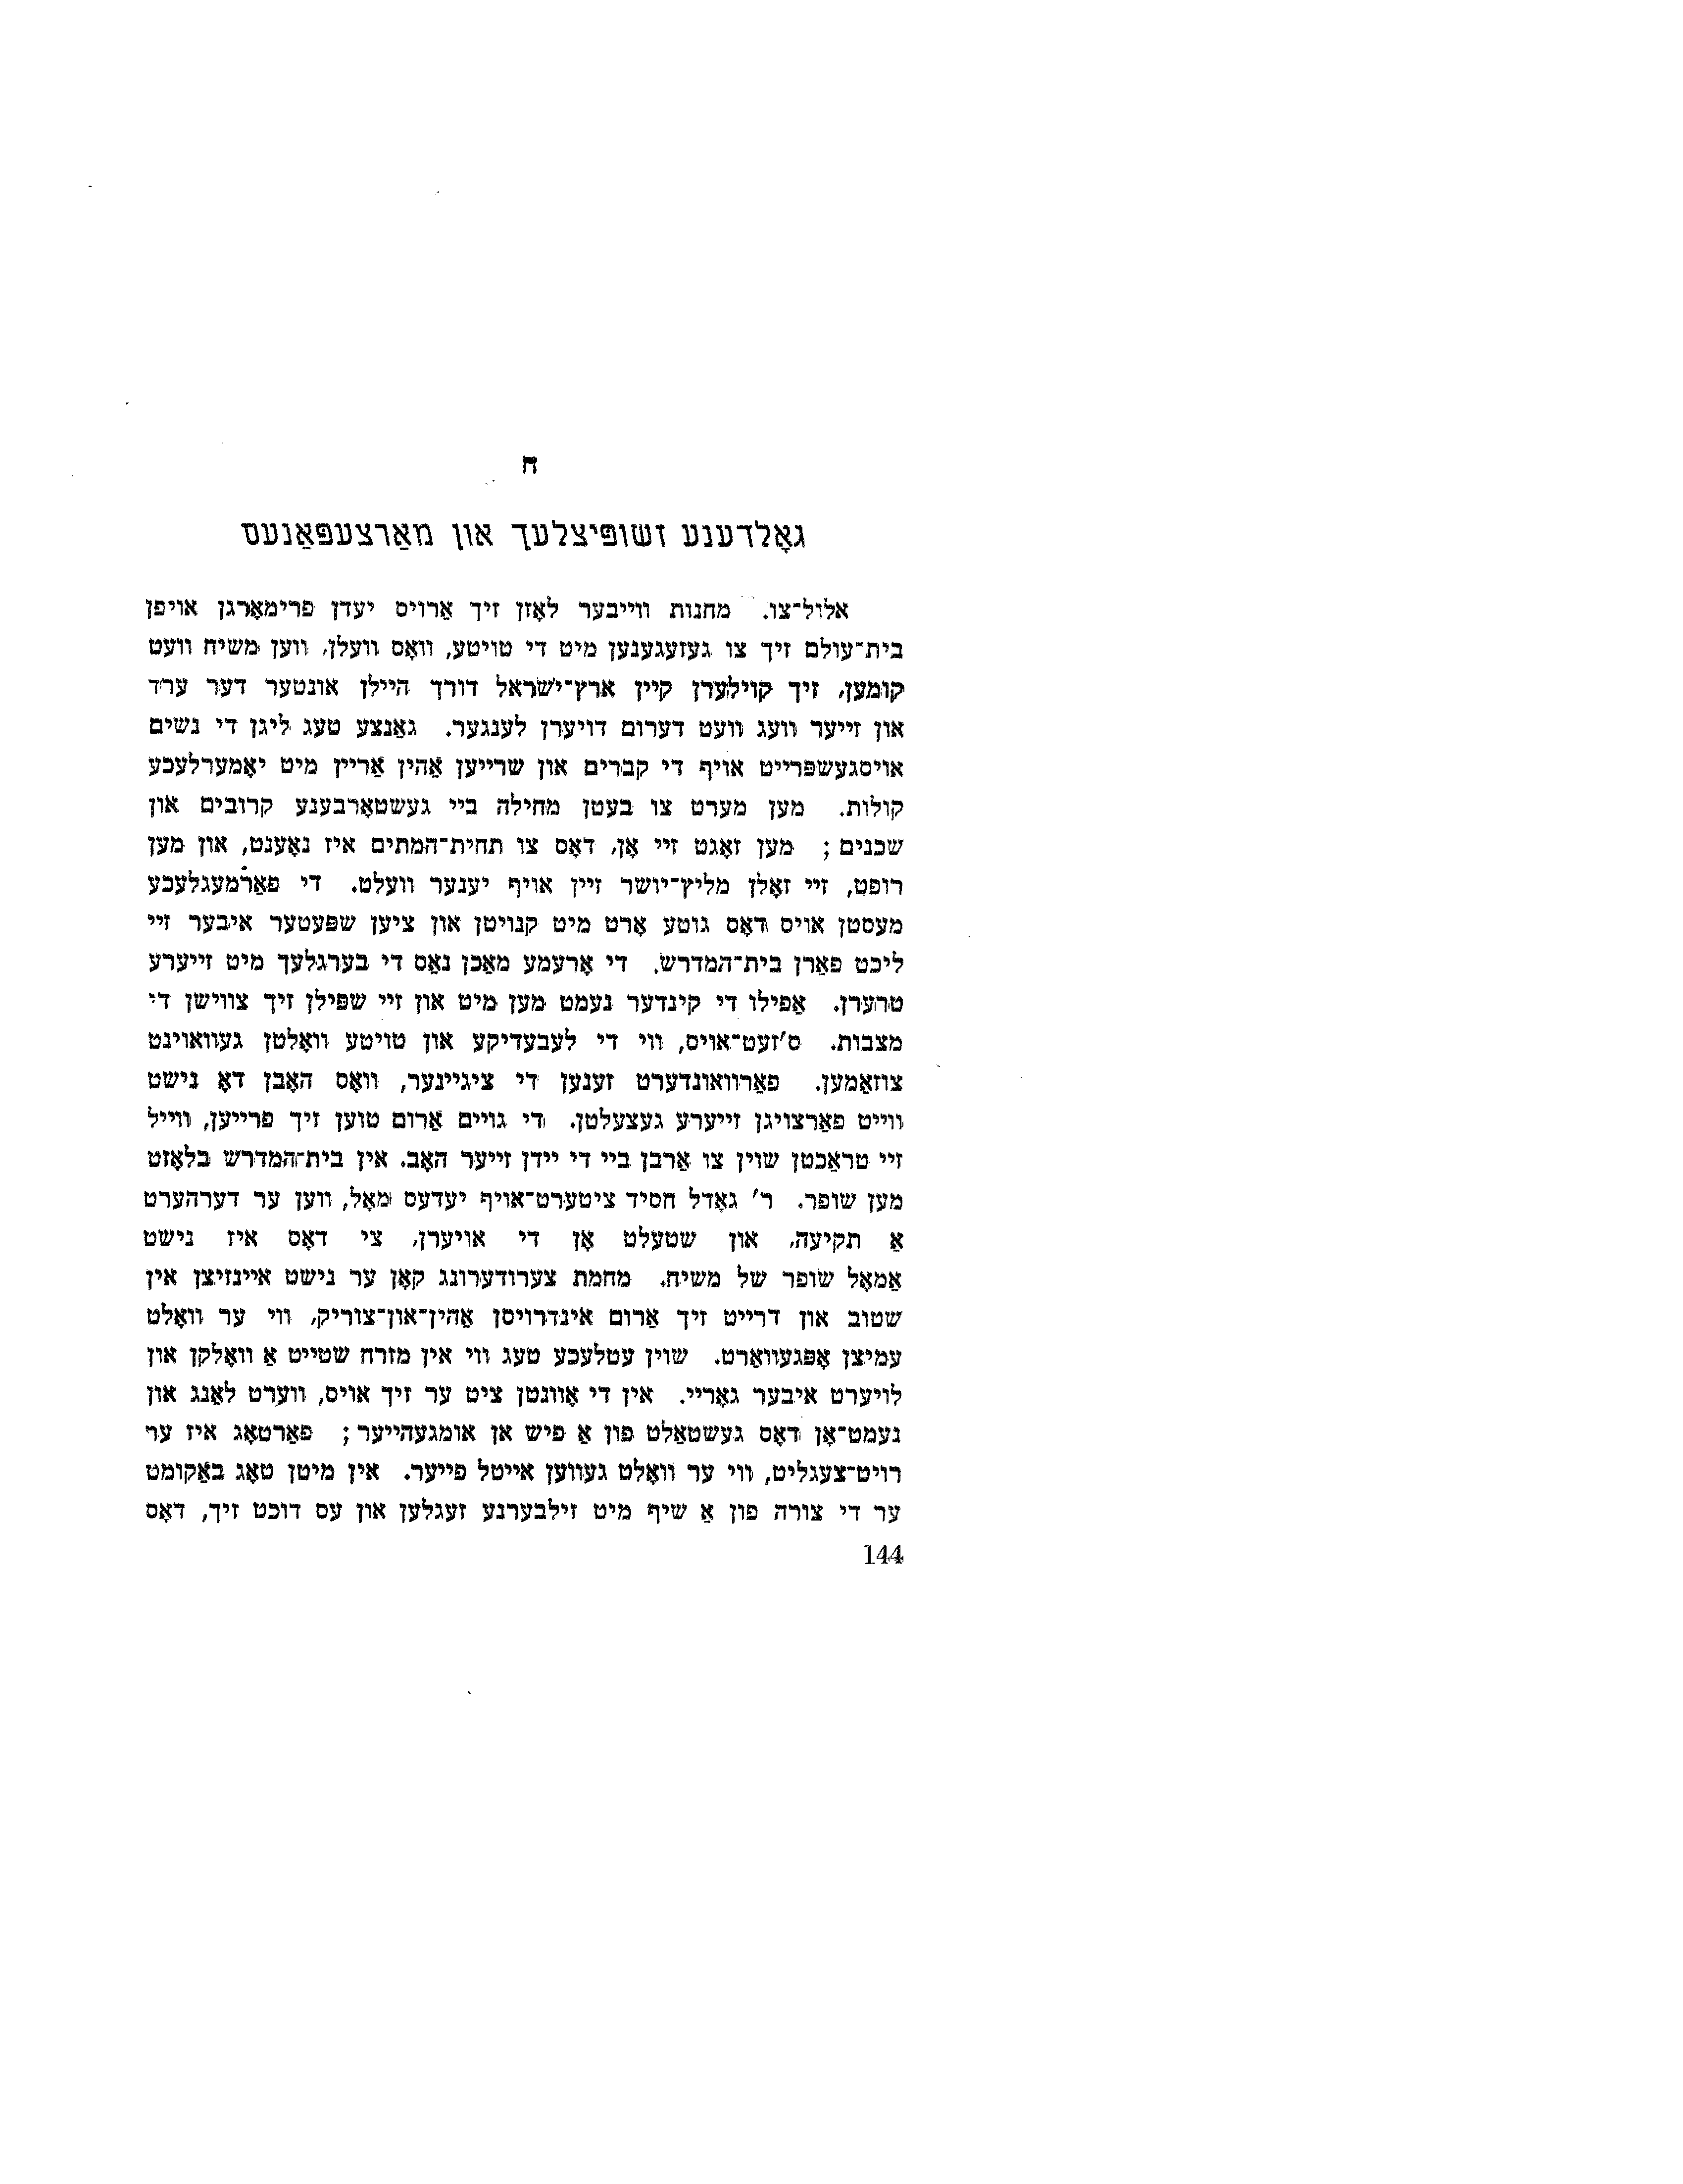 ח
גאָלדענע זשופּיצלעך און מאַרצעפּאַנעס
אלול־צו. מחנות ווייבער לאָזן זיך אַרויס יעדן פרימאָרגן אויפן
בית־עולם זיך צו געזעגענען מיט די טויטע, וואָס וועלן, ווען משיח וועט
קומען, זיך קוילערן קיין ארץ־ישראל דורך היילן אונטער דער ערד
און זייער וועג וועט דערום דויערן לענגער. גאַנצע טעג ליגן די נשים
אויסגעשפּרייט אויף די קברים און שרייען אַהין אַריין מיט יאָמערלעכע
קולות. מען מערט צו בעטן מחילה ביי געשטאָרבענע קרובים און
שכנים; מען זאָגט זיי אָן, דאָס צו תחית־המתים איז נאָענט, און מען
רופט, זיי זאָלן מליץ־יושר זיין אויף יענער וועלט. די פאַרמעגלעכע
מעסטן אויס דאָס גוטע אָרט מיט קנויטן און ציען שפּעטער איבער זיי
ליכט פאַרן בית־המדרש. די אָרעמע מאַכן נאַס די בערגלעך מיט זייערע
טרערן. אַפילו די קינדער נעמט מען מיט און זיי שפּילן זיך צווישן די
מצבות. ס'זעט־אויס, ווי די לעבעדיקע און טויטע וואָלטן געוואוינט
צוזאַמען. פאַרוואונדערט זענען די ציגיינער, וואָס האָבן דאָ נישט
ווייט פאַרצויגן זייערע געצעלטן. די גויים אַרום טוען זיך פרייען, ווייל
זיי טראַכטן שוין צו אַרבן ביי די יידן זייער האָב. אין בית־המדרש בלאָזט
מען שופר. ר' גאָדל חסיד ציטערט־אויף יעדעס מאָל, ווען ער דערהערט
אַ תקיעה, און שטעלט אָן די אויערן, צי דאָס איז נישט
אַמאָל שופר של משיח. מחמת צערודערונג קאָן ער נישט איינזיצן אין
שטוב און דרייט זיך אַרום אינדרויסן אַהין־און־צוריק, ווי ער וואָלט
עמיצן אָפּגעוואַרט. שוין עטלעכע טעג ווי אין מזרח שטייט אַ וואָלקן און
לויערט איבער גאָריי. אין די אָוונטן ציט ער זיך אויס, ווערט לאַנג און
נעמט־אָן דאָס געשטאַלט פון אַ פיש אן אומגעהייער; פאַרטאָג איז ער
רויט־צעגליט, ווי ער וואָלט געווען אייטל פייער. אין מיטן טאָג באַקומט
ער די צורה פון אַ שיף מיט זילבערנע זעגלען און עס דוכט זיך, דאָס
144